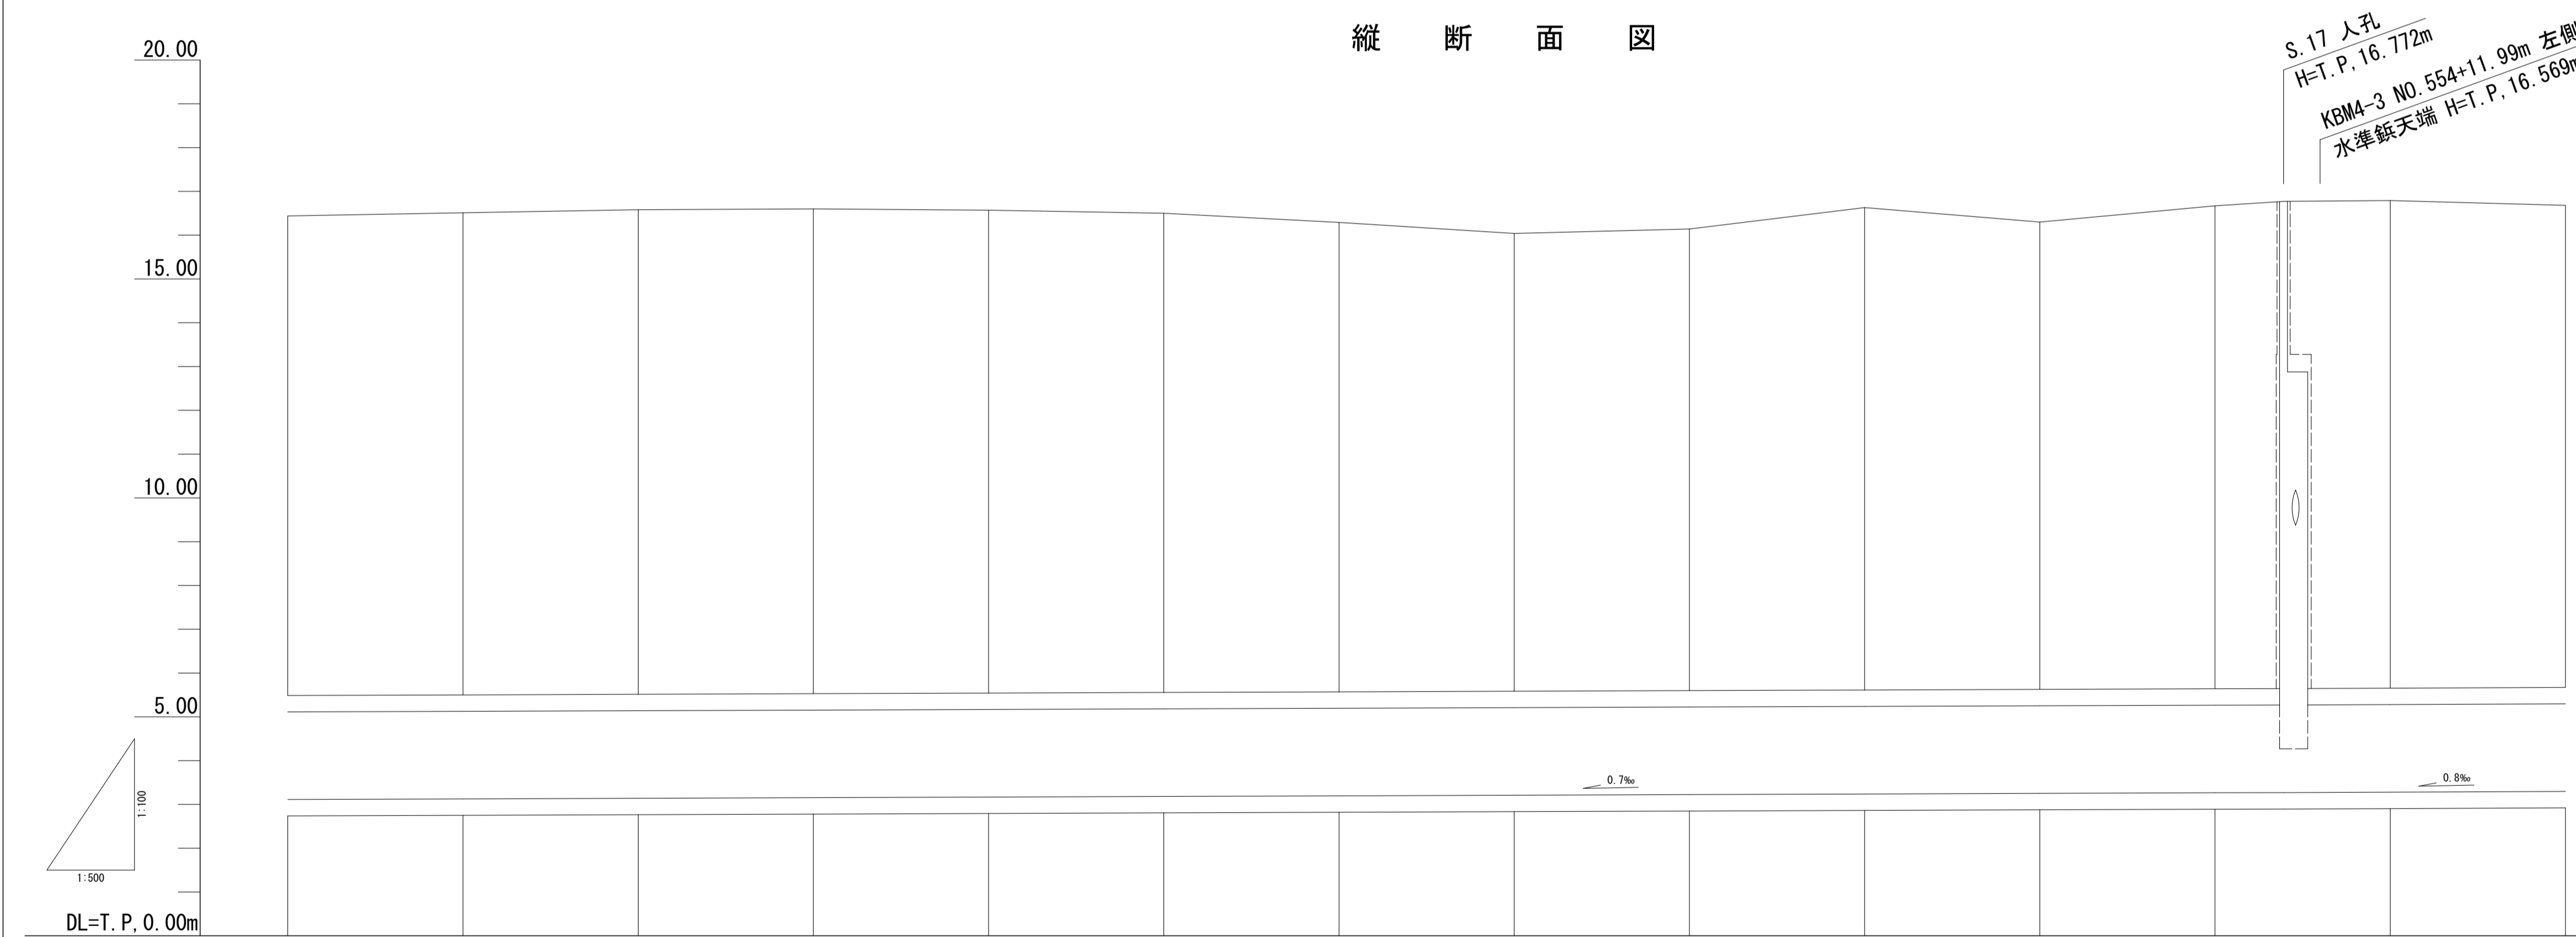 縦断面図
S.17 人孔
H=T.P,16.772m
KBM4-3 NO.554+11.99m 左側
水準鋲天端 H=T.P,16.569m
20.00
15.00
10.00
5.00
DL=T.P,0.00m
1:100
1:500
0.7‰
0.8‰